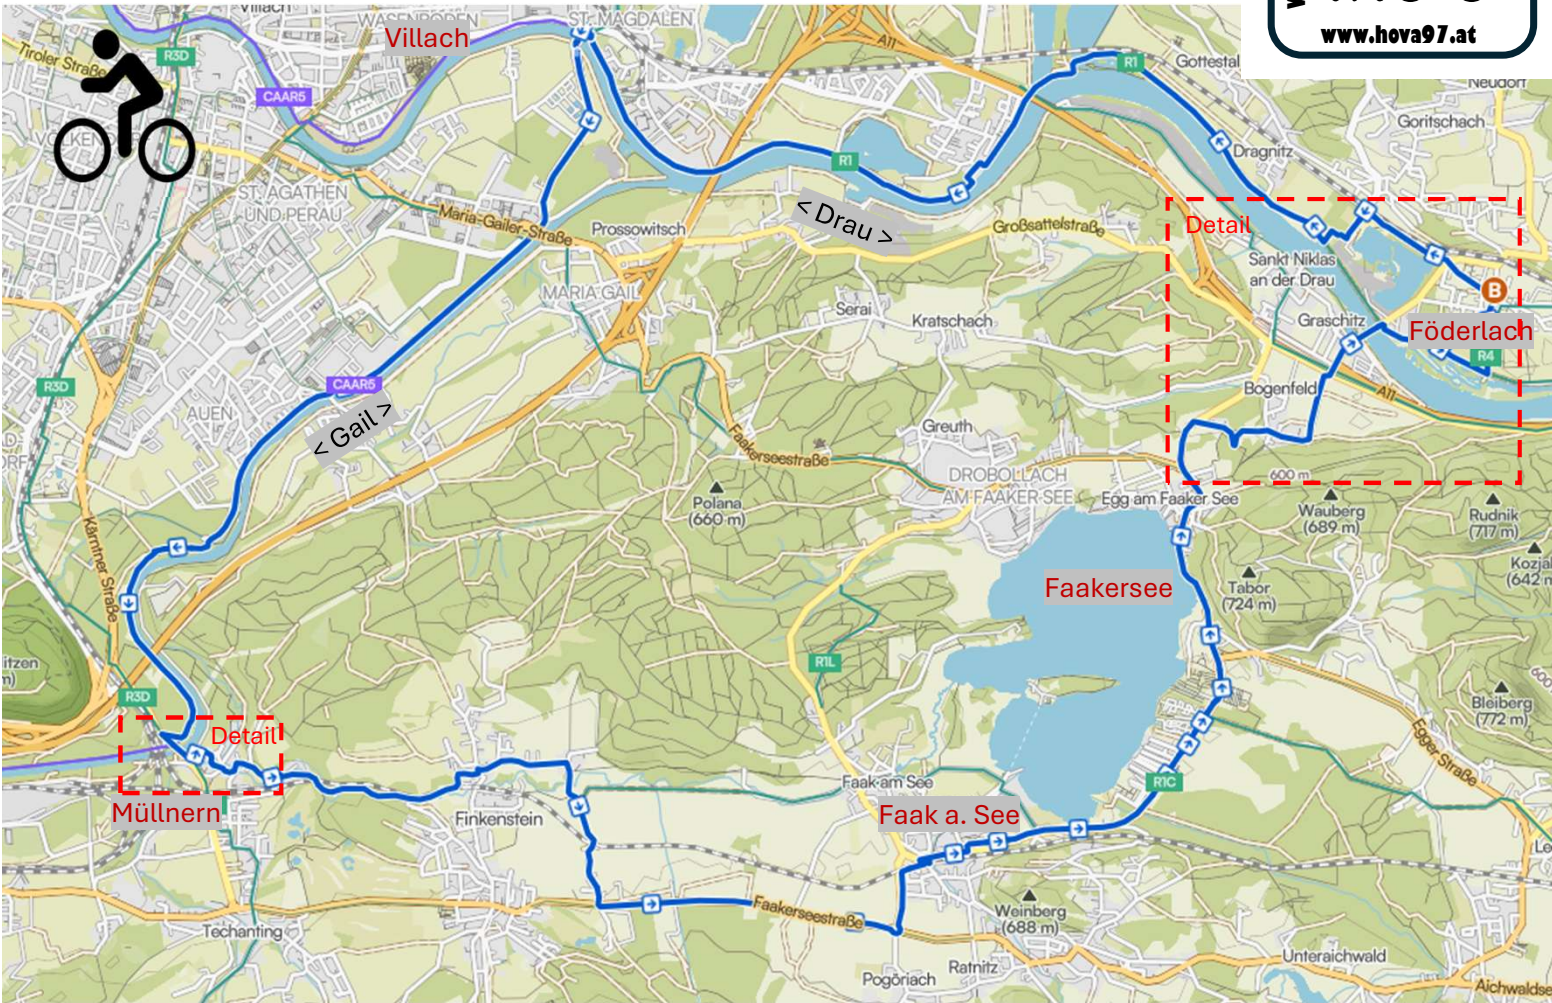 Villach
WASENBODEN
ST. MAGDALEN
Villach
www.hova97.at
R3D
Tiroler Straße
A11
R1
Gottestal
Neudorf
CAAR5
Goritschach
Dragnitz
R1
ST. AGATHEN
UND PERAU
Maria-Gailer-Straße
Prossowitsch
< Drau >
Großsattelstraße
Detail
Sankt Niklas
an der Drau
B
MARIA GAIL
Serai
Kratschach
Graschitz
Föderlach
R4
R3D
CAAR5
AUEN
< Gail >
Bogenfeld
A11
Greuth
Faakerseestraße
DROBOLLACH
AM FAAKER SEE
600 m
Egg am Faaker See
Polana
(660 m)
Wauberg
(689 m)
Rudnik
(717 m)
Kärntner Straße
Faakersee
Tabor
(724 m)
R1L
R3D
Bleiberg
(772 m)
Detail
Egger Straße
Müllnern
Faak am See
R1C
Finkenstein
Faak a. See
Faakerseestraße
Weinberg
(688 m)
Techanting
Pogöriach
Ratnitz
Unteraichwald